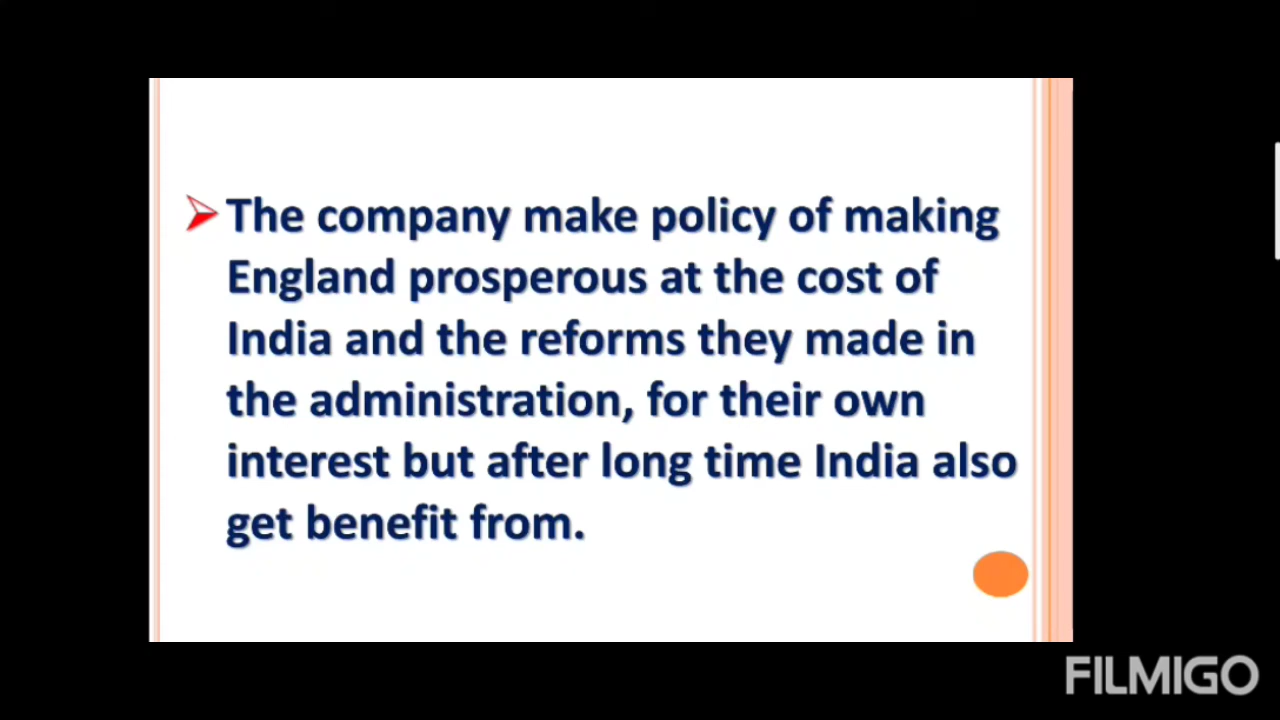 The company make policy of making
England prosperous at the cost of
India and the reforms they made in
the administration, for their own
interest but after long time India also
get benefit from.
FILMIGO